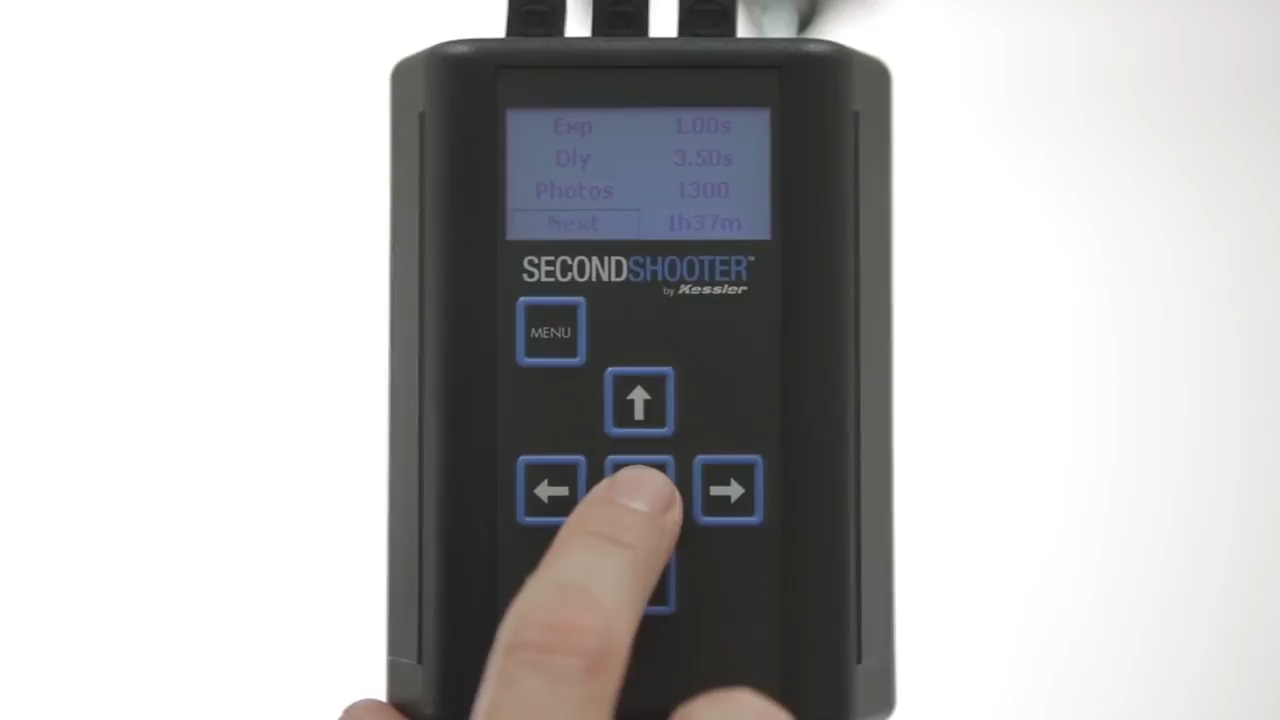 Exp 1.00s
Dly 3.50s
Photos 1300
Next 1h37m
SECONDSHOOTER™
by Kessler
MENU